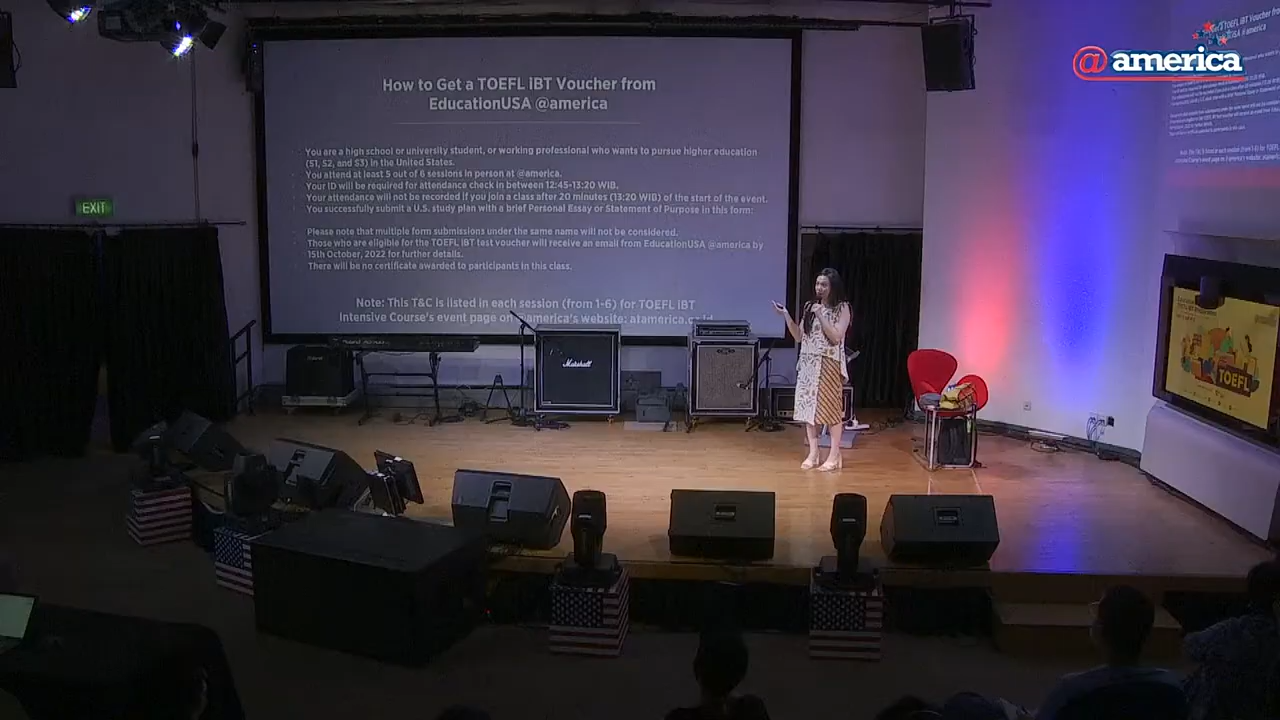 @america
How to Get a TOEFL iBT Voucher from
EducationUSA @america
You are a high school or university student, or working professional who wants to pursue higher education
(S1, S2, and S3) in the United States.
You attend at least 5 out of 6 sessions in person at @america.
Your ID will be required for attendance check in between 12:45-13:20 WIB.
Your attendance will not be recorded if you join a class after 20 minutes (13:20 WIB) of the start of the event.
You successfully submit a U.S. study plan with a brief Personal Essay or Statement of Purpose in this form:
Please note that multiple form submissions under the same name will not be considered.
Those who are eligible for the TOEFL iBT test voucher will receive an email from EducationUSA @america by
15th October, 2022 for further details.
There will be no certificate awarded to participants in this class.
Note: This T&C is listed in each session (from 1-6) for TOEFL iBT
Intensive Course's event page on @america's website: atamerica.
EXIT
Marshall
TOEFL